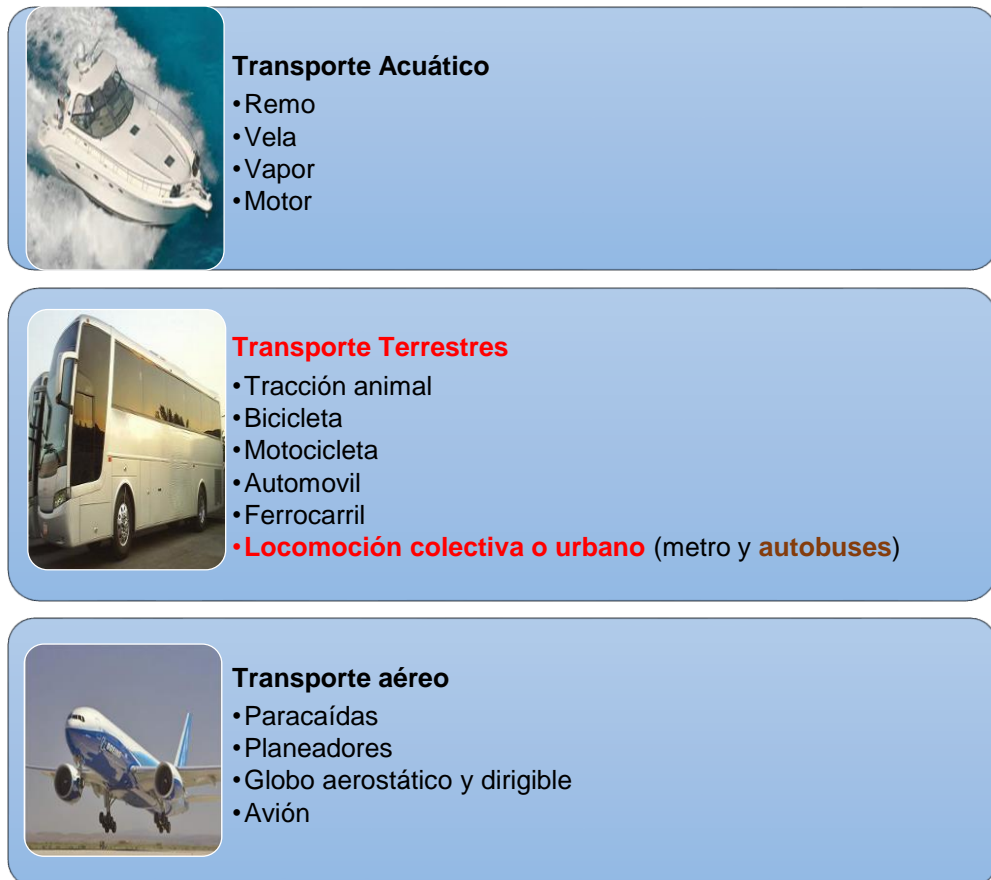 Transporte Acuático
•Remo
•Vela
•Vapor
•Motor
Transporte Terrestres
•Tracción animal
•Bicicleta
•Motocicleta
•Automovil
•Ferrocarril
•Locomoción colectiva o urbano (metro y autobuses)
Transporte aéreo
•Paracaídas
•Planeadores
•Globo aerostático y dirigible
•Avión